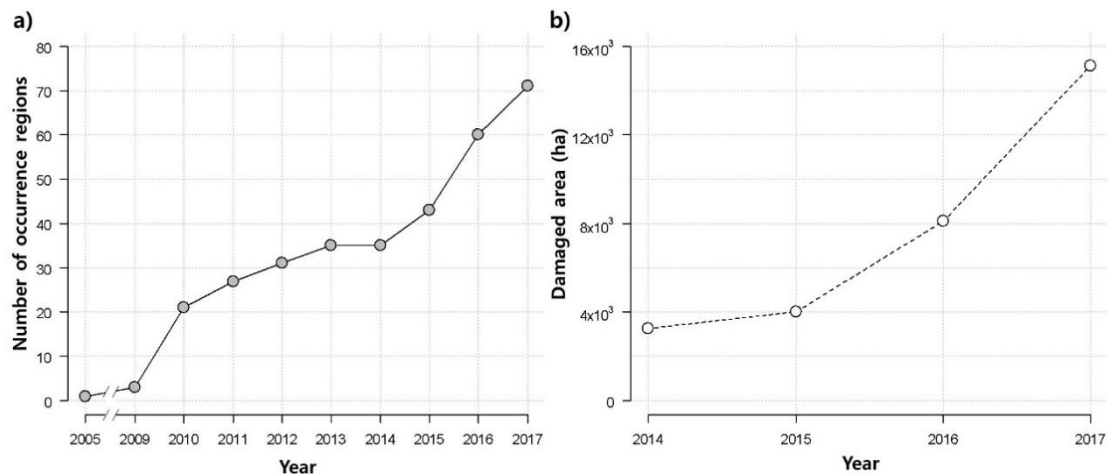 a)
Number of occurrence regions
80
70
60
50
40
30
20
10
0
2005 2009 2010 2011 2012 2013 2014 2015 2016 2017
Year
b)
Damaged area (ha)
16x10³
12x10³
8x10³
4x10³
0
2014 2015 2016 2017
Year